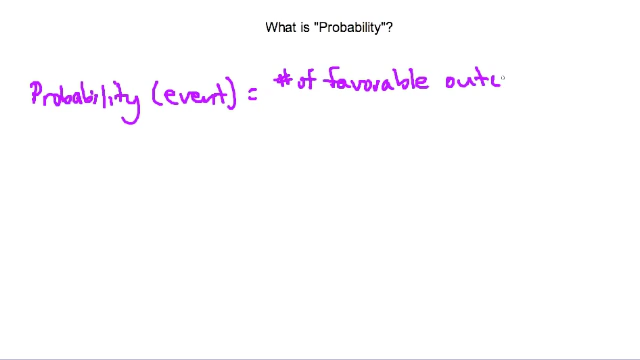 What is "Probability"?
Probability (event) = # of favorable outc